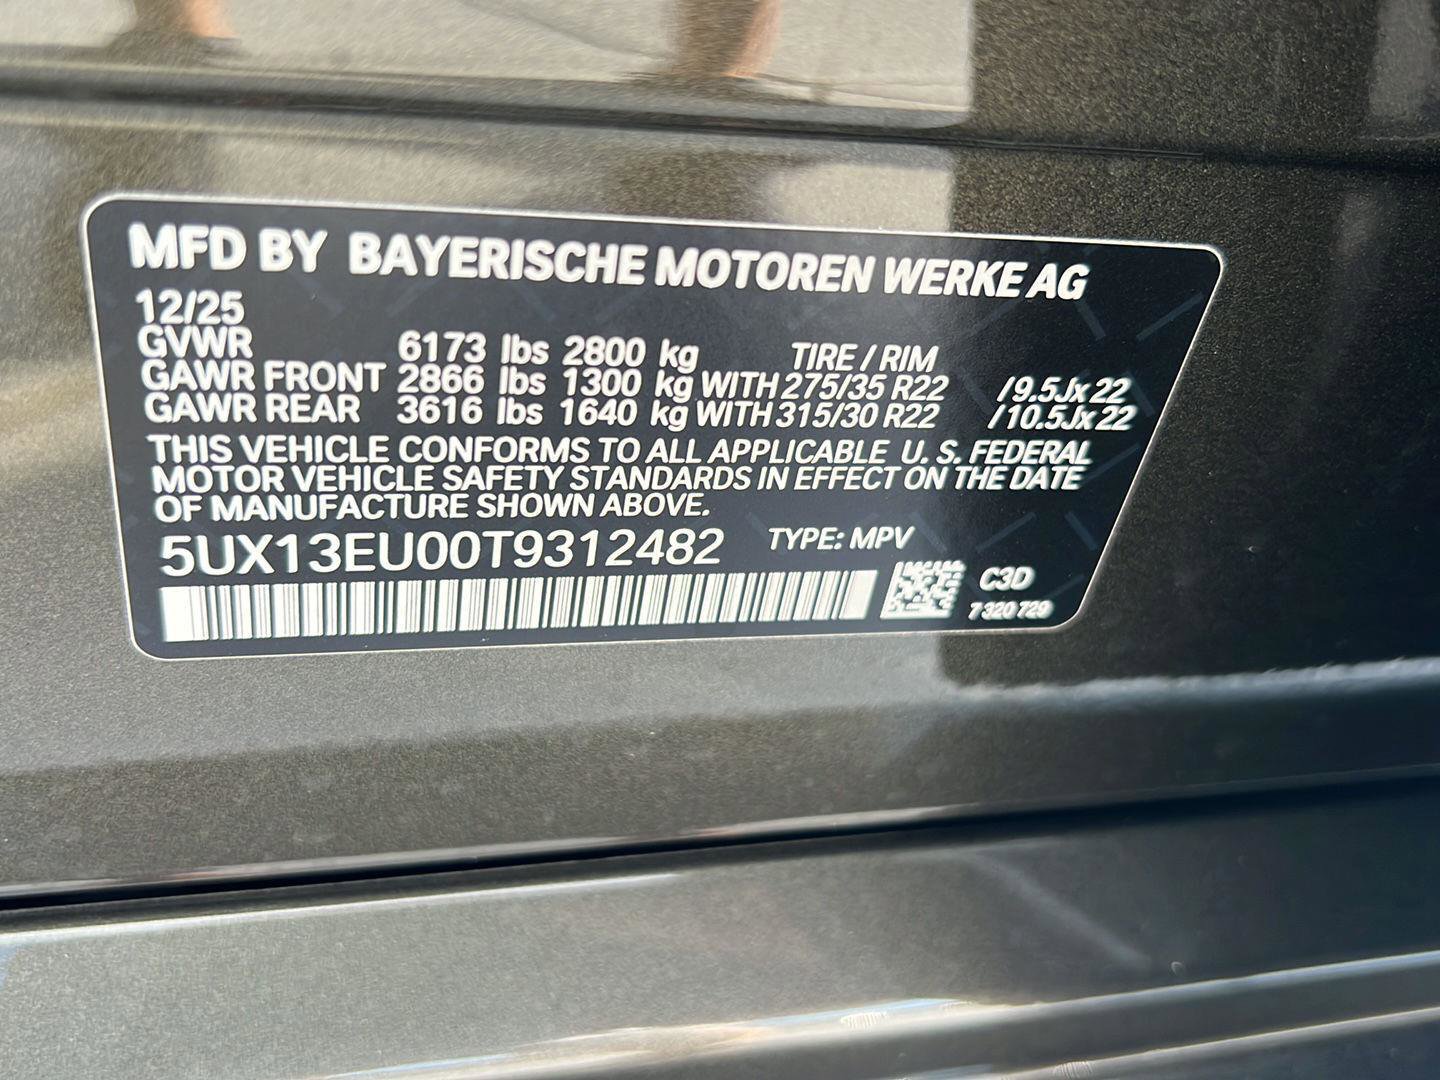 MFD BY BAYERISCHE MOTOREN WERKE AG
12/25
GVWR 6173 lbs 2800 kg TIRE / RIM
GAWR FRONT 2866 lbs 1300 kg WITH 275/35 R22 /9.5Jx22
GAWR REAR 3616 lbs 1640 kg WITH 315/30 R22 /10.5Jx22
THIS VEHICLE CONFORMS TO ALL APPLICABLE U. S. FEDERAL
MOTOR VEHICLE SAFETY STANDARDS IN EFFECT ON THE DATE
OF MANUFACTURE SHOWN ABOVE.
5UX13EU00T9312482 TYPE: MPV
C3D
7 320 729